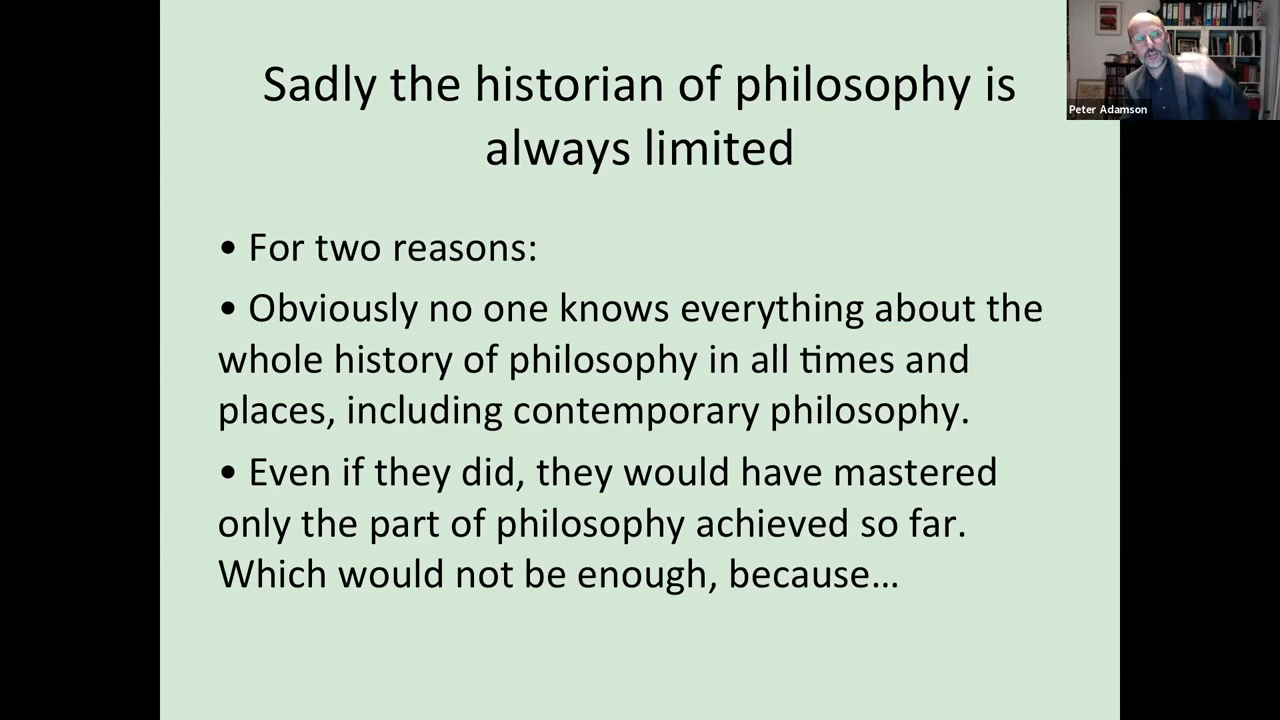 Sadly the historian of philosophy is
always limited
Peter Adamson
• For two reasons:
• Obviously no one knows everything about the
whole history of philosophy in all times and
places, including contemporary philosophy.
• Even if they did, they would have mastered
only the part of philosophy achieved so far.
Which would not be enough, because…